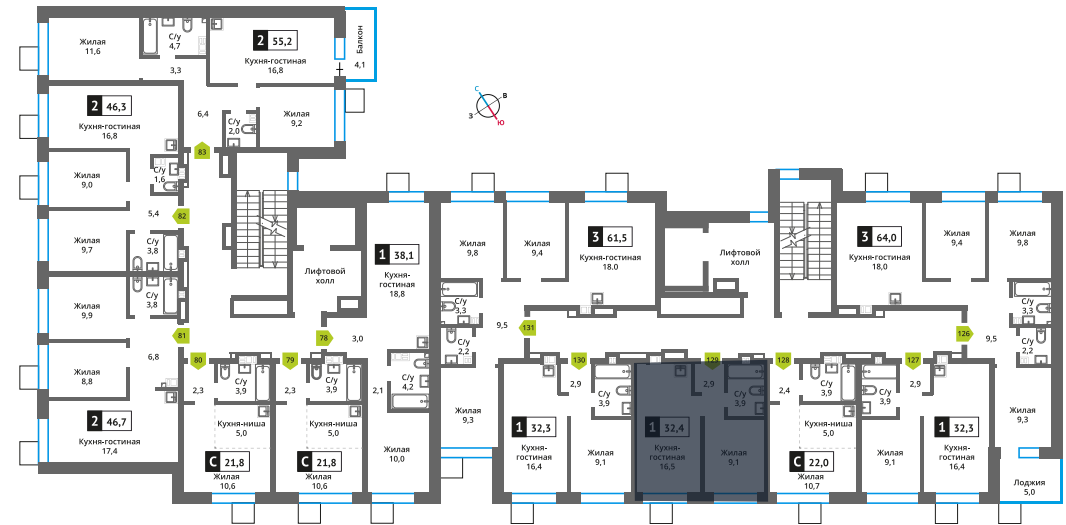 Жилая
11,6
С/у
4,7
2 55,2
Кухня-гостиная
16,8
Балкон
4,1
3,3
2 46,3
Кухня-гостиная
16,8
6,4
С/у
2,0
Жилая
9,2
С
В
З
Ю
83
Жилая
9,0
С/у
1,6
5,4
82
Жилая
9,7
С/у
3,8
Жилая
9,9
С/у
3,8
81
6,8
Жилая
8,8
2 46,7
Кухня-гостиная
17,4
80
2,3
С/у
3,9
Кухня-ниша
5,0
С 21,8
Жилая
10,6
79
2,3
С/у
3,9
Кухня-ниша
5,0
С 21,8
Жилая
10,6
Лифтовой
холл
78
3,0
1 38,1
Кухня-
гостиная
18,8
2,1
С/у
4,2
Жилая
10,0
Жилая
9,8
Жилая
9,4
3 61,5
Кухня-гостиная
18,0
С/у
3,3
9,5
131
С/у
2,2
Жилая
9,3
130
2,9
С/у
3,9
1 32,3
Кухня-
гостиная
16,4
Жилая
9,1
129
2,9
С/у
3,9
1 32,4
Кухня-
гостиная
16,5
Жилая
9,1
Лифтовой
холл
128
2,4
С/у
3,9
Кухня-ниша
5,0
С 22,0
Жилая
10,7
3 64,0
Кухня-гостиная
18,0
Жилая
9,4
Жилая
9,8
С/у
3,3
126
9,5
С/у
2,2
Жилая
9,3
127
2,9
С/у
3,9
1 32,3
Кухня-
гостиная
16,4
Жилая
9,1
Лоджия
5,0